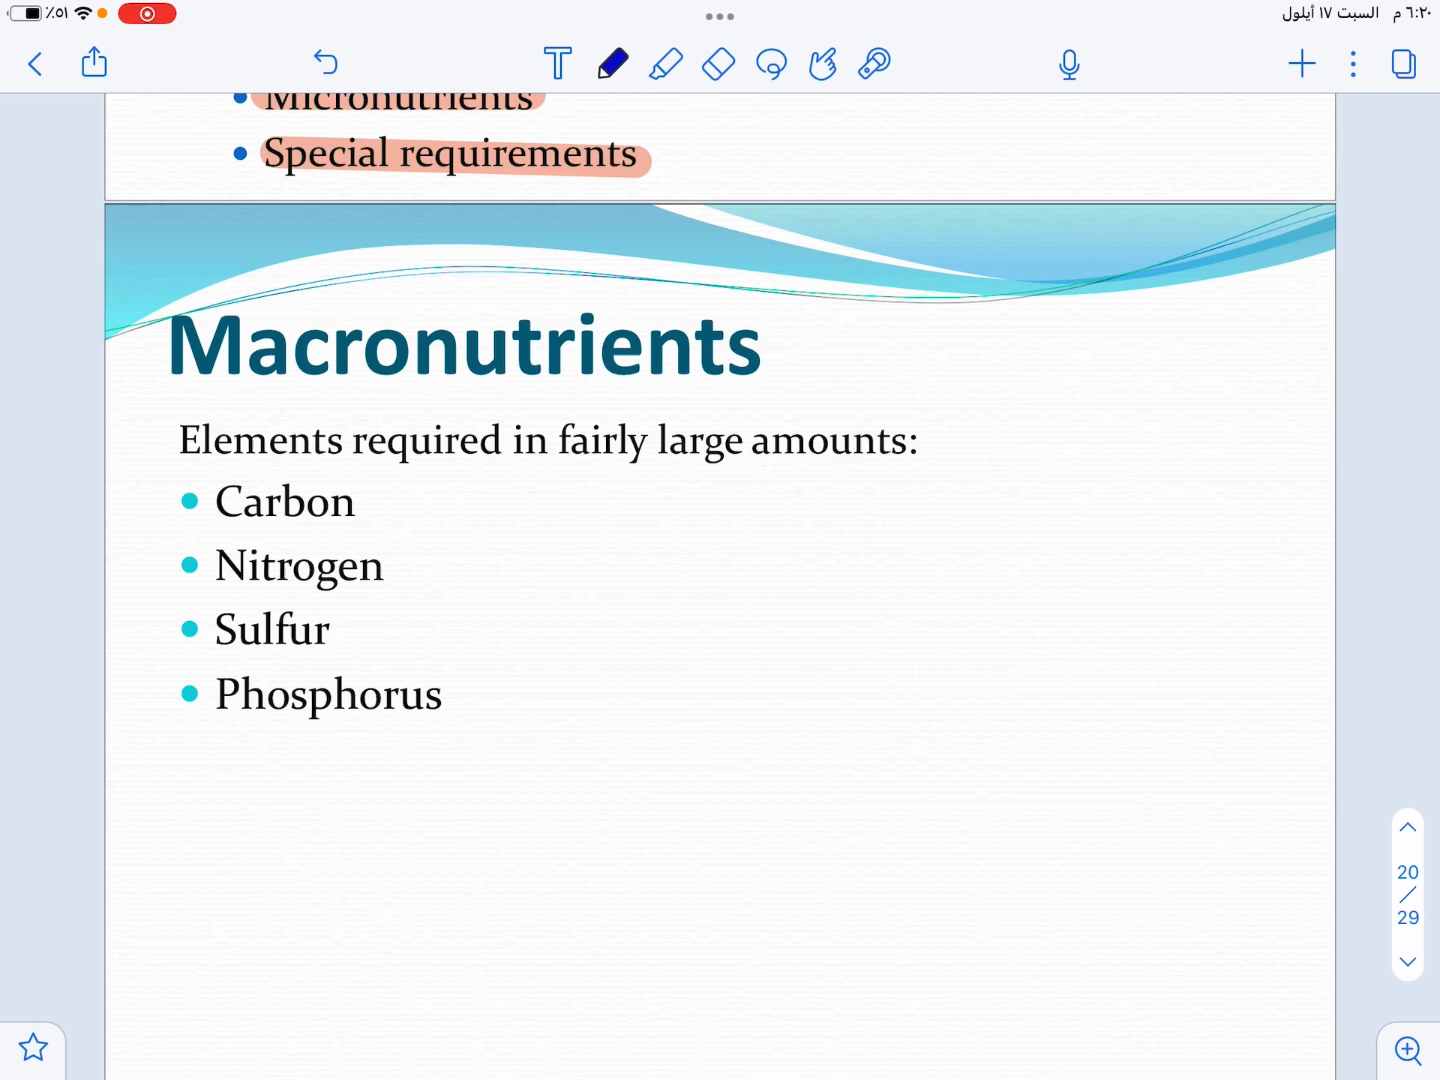 ٪٥١
السبت ١٧ أيلول ٦:٢٠ م
T
• Micronutrients
• Special requirements
Macronutrients
Elements required in fairly large amounts:
• Carbon
• Nitrogen
• Sulfur
• Phosphorus
20
/
29